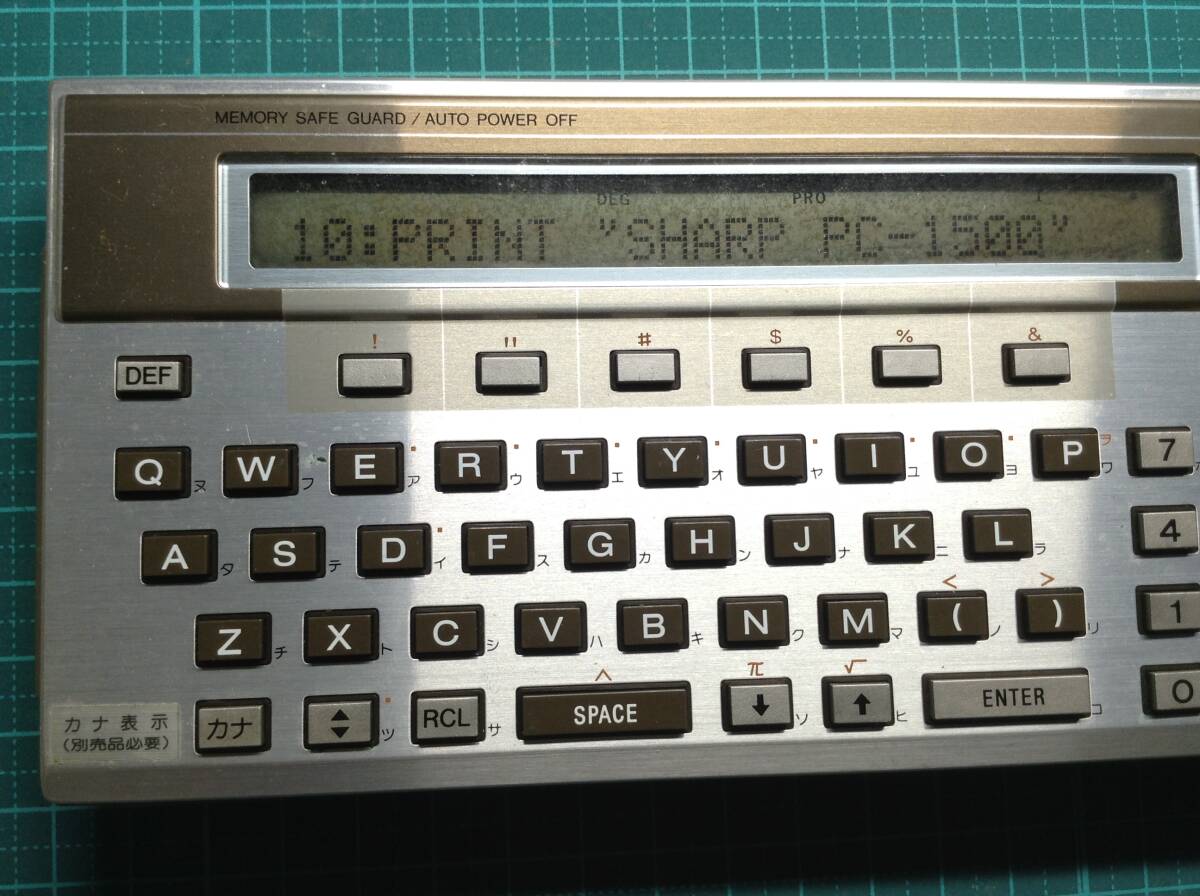 MEMORY SAFE GUARD / AUTO POWER OFF
DEG PRO I
10:PRINT "SHARP PC-1500"
! " # $ % &
DEF
Q ヌ W フ E ア R ウ T エ Y オ U ヤ I ユ O ヨ P ヲ ワ 7
A タ S テ D イ F ス G カ H ン J ナ K ニ L ラ 4
< >
Z チ X ト C シ V ハ B キ N ク M マ ( ノ ) リ 1
^ π √
カナ表示
(別売品必要)
カナ ツ RCL サ SPACE ↓ ソ ↑ ヒ ENTER コ 0